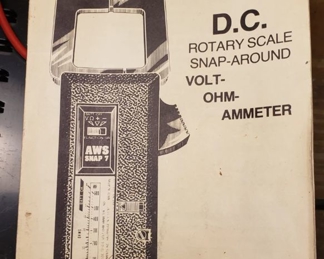 D.C.
ROTARY SCALE
SNAP-AROUND
VOLT-
OHM-
AMMETER
AWS
SNAP 7